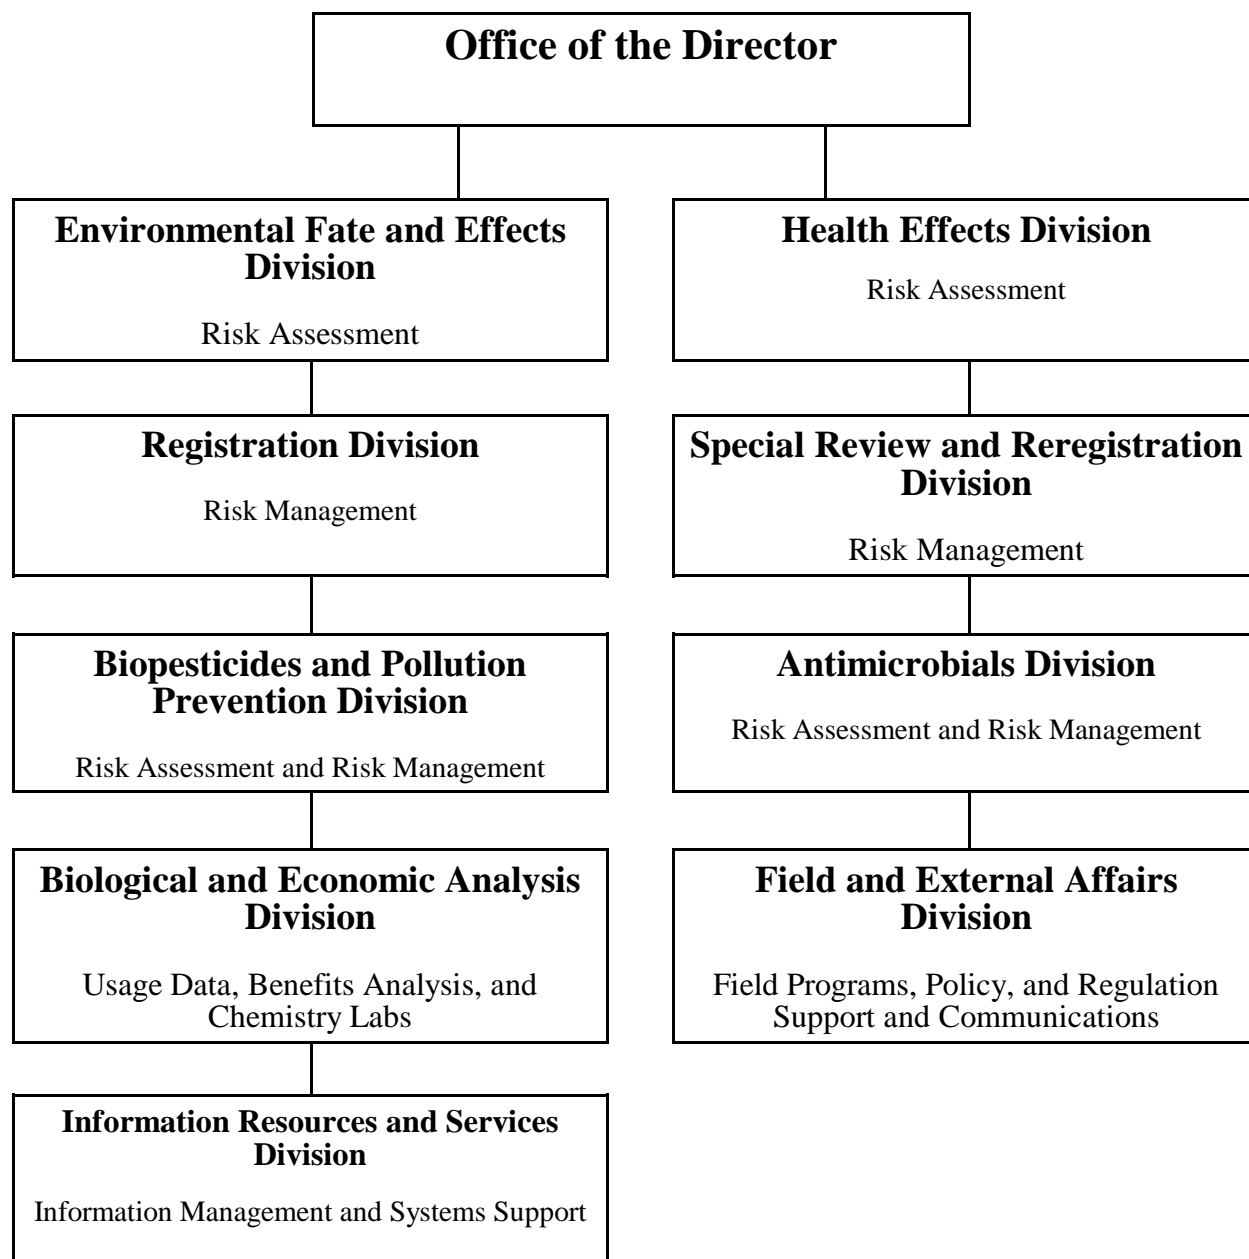 Office of the Director
Environmental Fate and Effects
Division
Risk Assessment
Health Effects Division
Risk Assessment
Registration Division
Risk Management
Special Review and Reregistration
Division
Risk Management
Biopesticides and Pollution
Prevention Division
Risk Assessment and Risk Management
Antimicrobials Division
Risk Assessment and Risk Management
Biological and Economic Analysis
Division
Usage Data, Benefits Analysis, and
Chemistry Labs
Field and External Affairs
Division
Field Programs, Policy, and Regulation
Support and Communications
Information Resources and Services
Division
Information Management and Systems Support